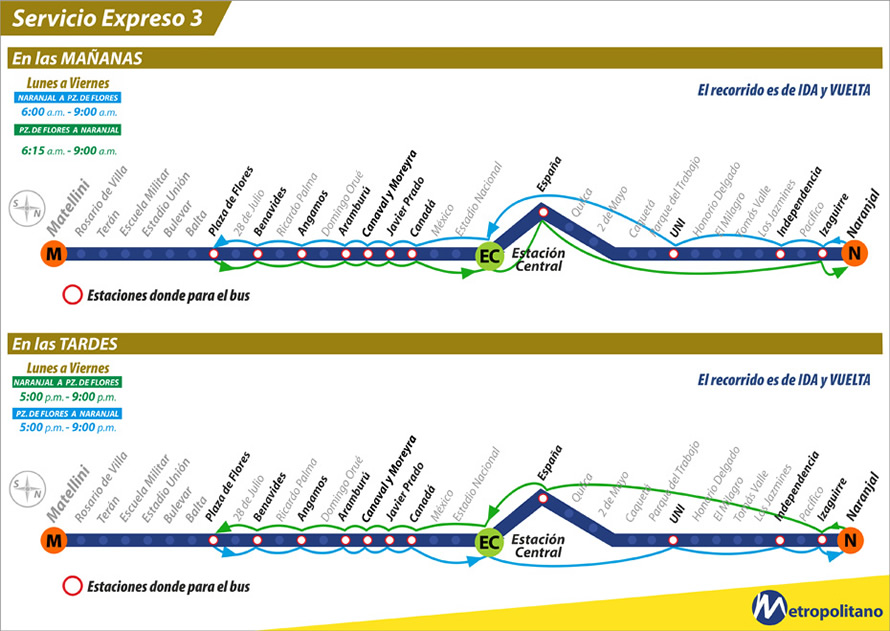 Servicio Expreso 3
En las MAÑANAS
Lunes a Viernes
NARANJAL A PZ. DE FLORES
6:00 a.m. - 9:00 a.m.
PZ. DE FLORES A NARANJAL
6:15 a.m. - 9:00 a.m.
El recorrido es de IDA y VUELTA
S
N
Matellini
Rosario de Villa
Terán
Escuela Militar
Estadio Unión
Bulevar
Balta
Plaza de Flores
28 de Julio
Benavides
Ricardo Palma
Angamos
Domingo Orué
Aramburú
Canaval y Moreyra
Javier Prado
Canadá
México
Estadio Nacional
España
Quilca
2 de Mayo
Caquetá
Parque del Trabajo
UNI
Honorio Delgado
El Milagro
Tomás Valle
Los Jazmines
Independencia
Pacífico
Izaguirre
Naranjal
M
EC
Estación
Central
N
Estaciones donde para el bus
En las TARDES
Lunes a Viernes
NARANJAL A PZ. DE FLORES
5:00 p.m. - 9:00 p.m.
PZ. DE FLORES A NARANJAL
5:00 p.m. - 9:00 p.m.
El recorrido es de IDA y VUELTA
S
N
Matellini
Rosario de Villa
Terán
Escuela Militar
Estadio Unión
Bulevar
Balta
Plaza de Flores
28 de Julio
Benavides
Ricardo Palma
Angamos
Domingo Orué
Aramburú
Canaval y Moreyra
Javier Prado
Canadá
México
Estadio Nacional
España
Quilca
2 de Mayo
Caquetá
Parque del Trabajo
UNI
Honorio Delgado
El Milagro
Tomás Valle
Los Jazmines
Independencia
Pacífico
Izaguirre
Naranjal
M
EC
Estación
Central
N
Estaciones donde para el bus
Metropolitano